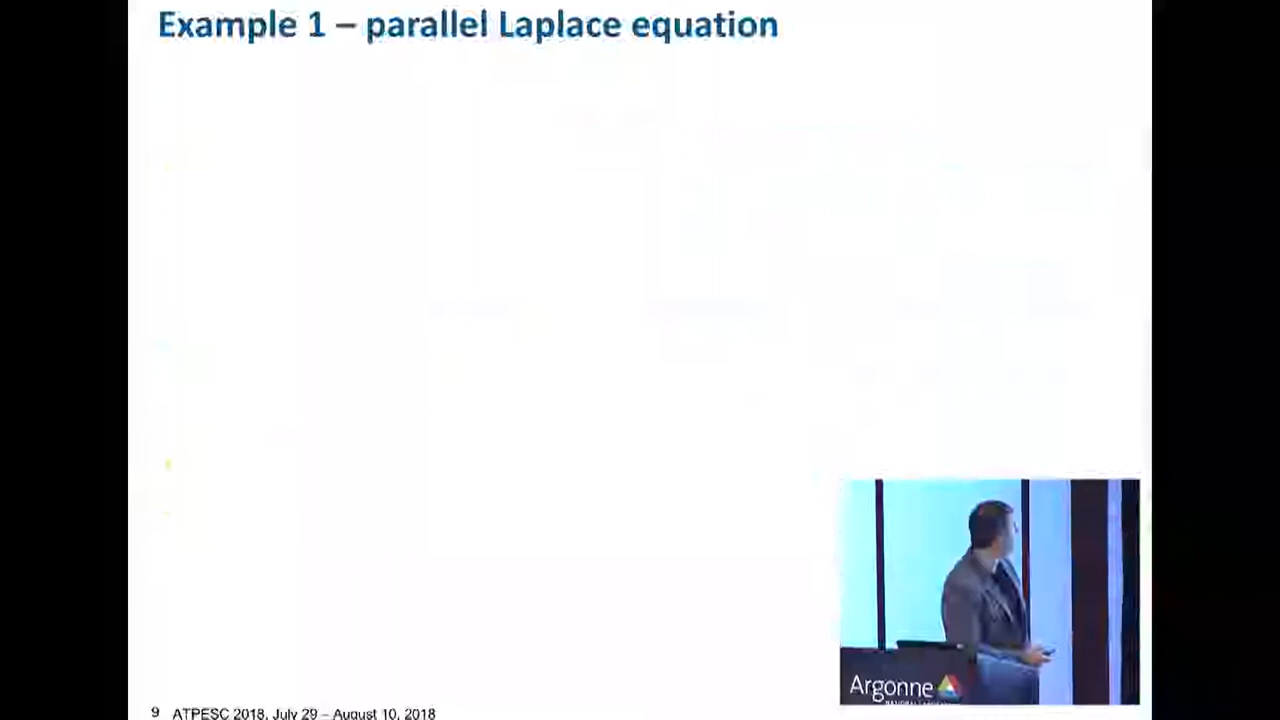 Example 1 – parallel Laplace equation
Argonne
9 ATPESC 2018, July 29 – August 10, 2018